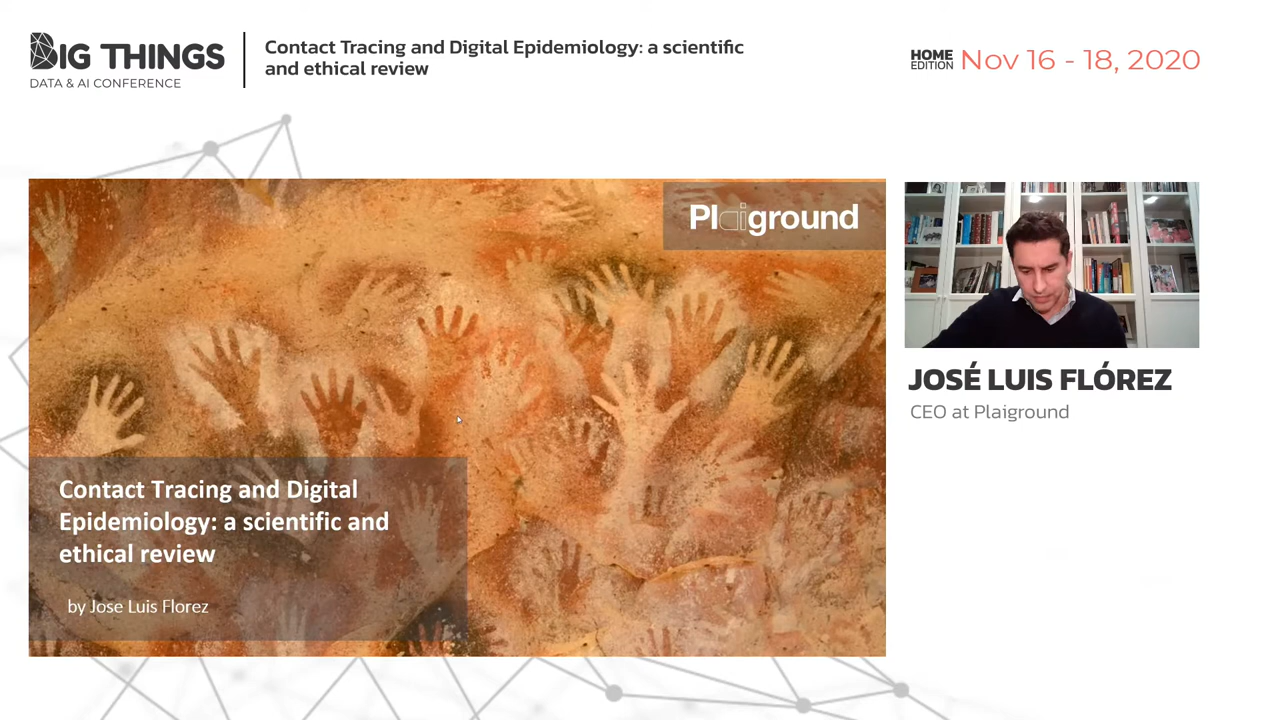 BIG THINGS
DATA & AI CONFERENCE
Contact Tracing and Digital Epidemiology: a scientific
and ethical review
HOME
EDITION
Nov 16 - 18, 2020
Plaiground
Contact Tracing and Digital
Epidemiology: a scientific and
ethical review
by Jose Luis Florez
JOSÉ LUIS FLÓREZ
CEO at Plaiground